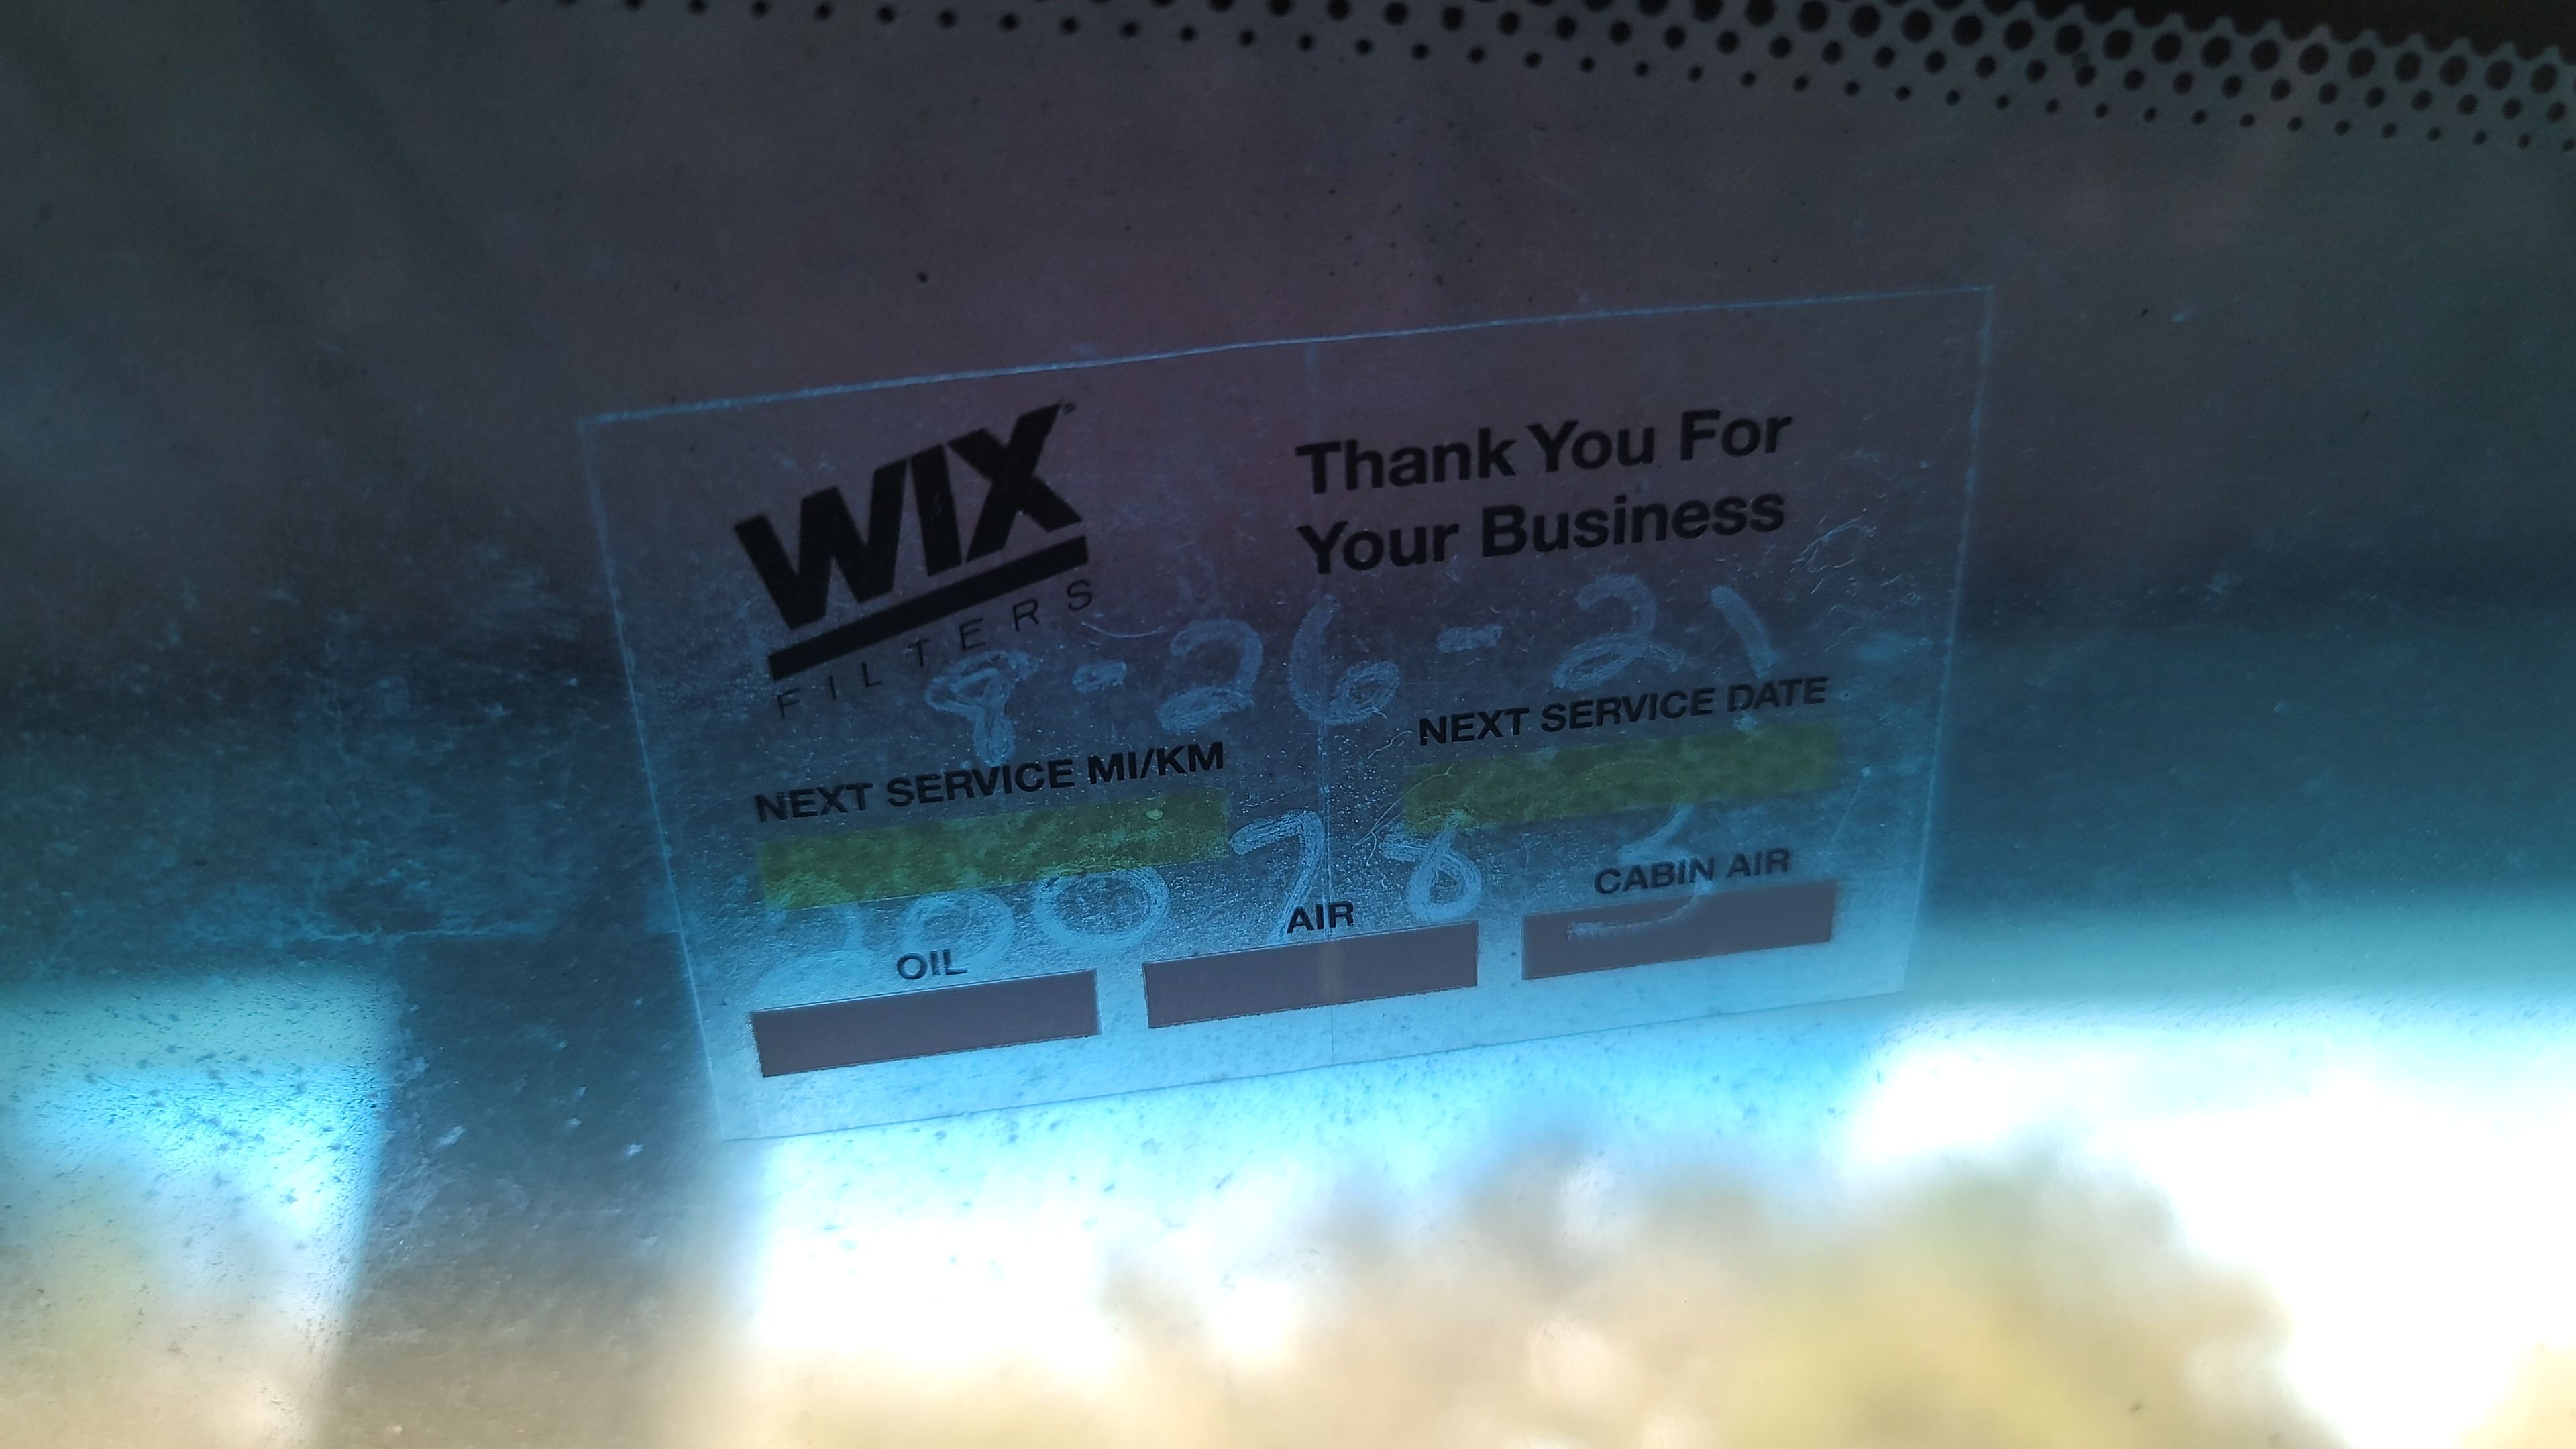 WIX
Thank You For
Your Business
FILTERS
8-26-21
NEXT SERVICE MI/KM
NEXT SERVICE DATE
CABIN AIR
AIR
OIL